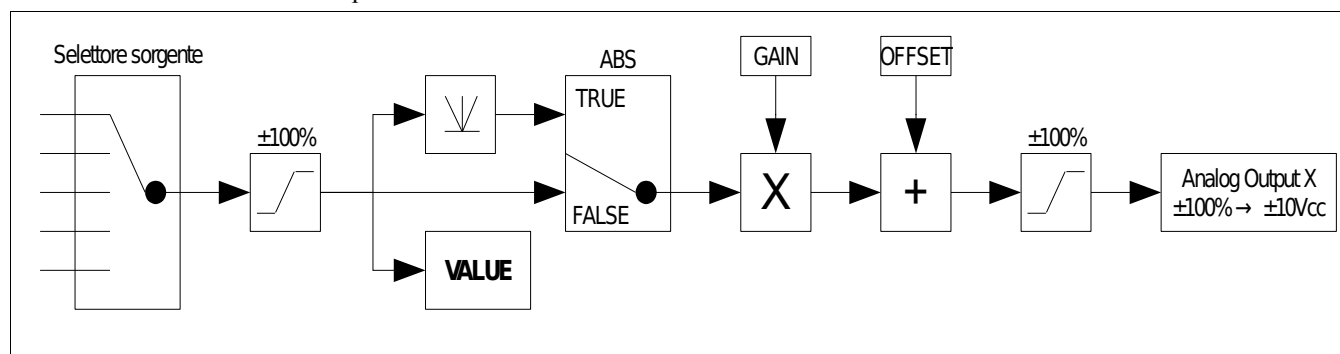 Selettore sorgente
±100%
VALUE
ABS
TRUE
FALSE
GAIN
X
OFFSET
+
±100%
Analog Output X
±100% → ±10Vcc